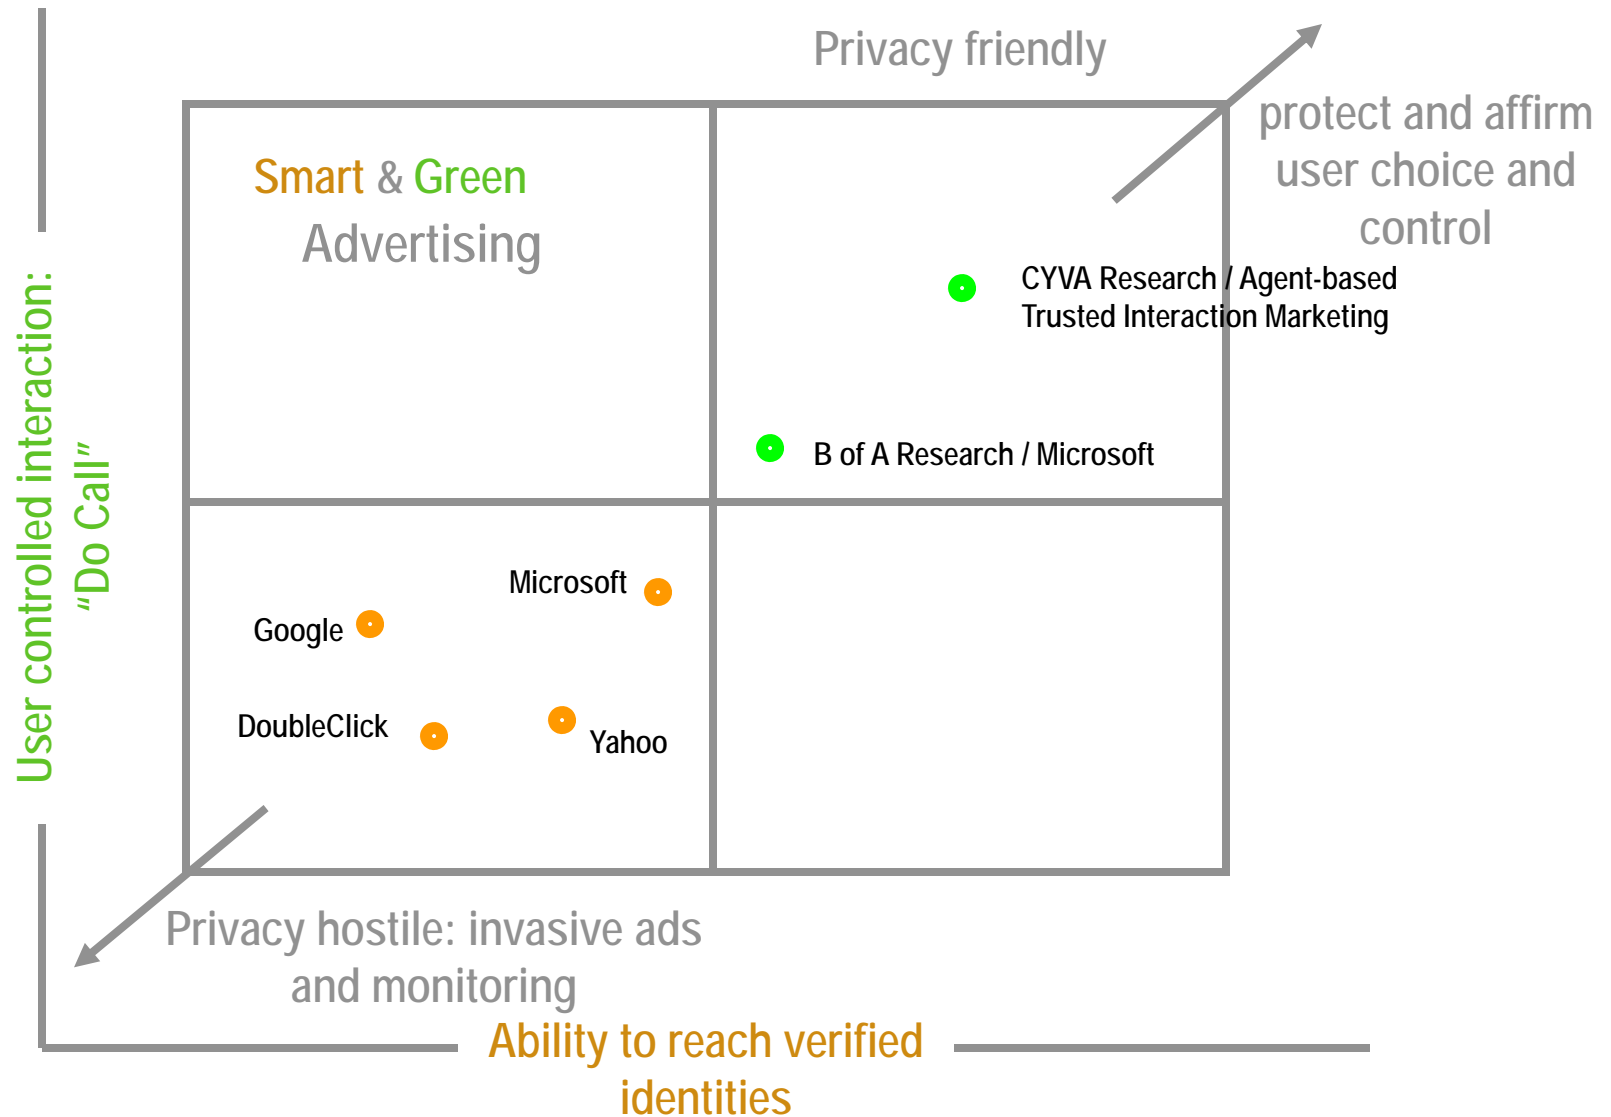 Privacy friendly
protect and affirm
user choice and
control
Smart & Green
Advertising
CYVA Research / Agent-based
Trusted Interaction Marketing
B of A Research / Microsoft
User controlled interaction:
“Do Call”
Microsoft
Google
DoubleClick
Yahoo
Privacy hostile: invasive ads
and monitoring
Ability to reach verified
identities